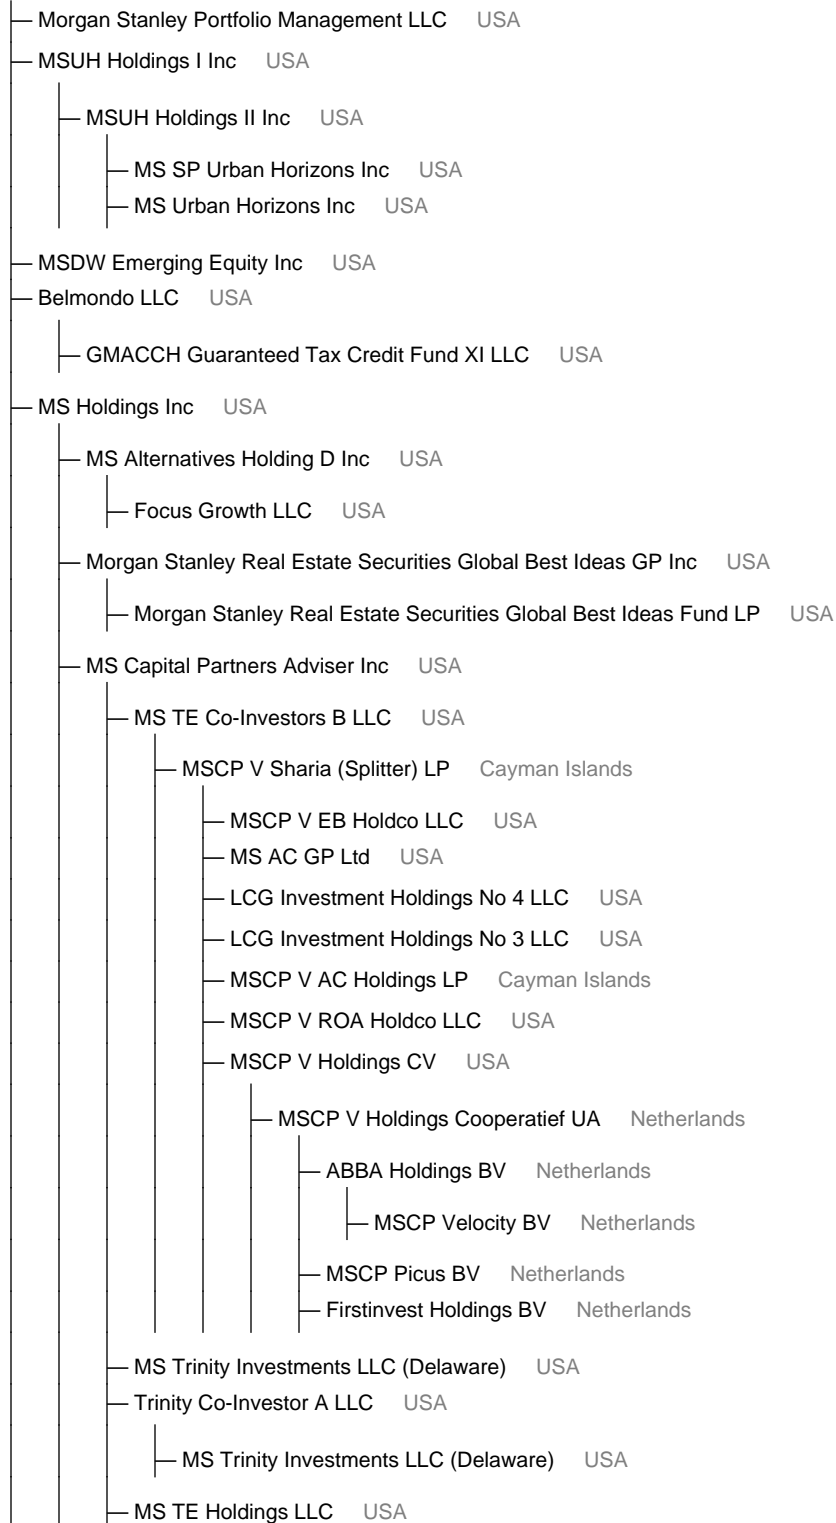 Morgan Stanley Portfolio Management LLC USA
MSUH Holdings I Inc USA
MSUH Holdings II Inc USA
MS SP Urban Horizons Inc USA
MS Urban Horizons Inc USA
MSDW Emerging Equity Inc USA
Belmondo LLC USA
GMACCH Guaranteed Tax Credit Fund XI LLC USA
MS Holdings Inc USA
MS Alternatives Holding D Inc USA
Focus Growth LLC USA
Morgan Stanley Real Estate Securities Global Best Ideas GP Inc USA
Morgan Stanley Real Estate Securities Global Best Ideas Fund LP USA
MS Capital Partners Adviser Inc USA
MS TE Co-Investors B LLC USA
MSCP V Sharia (Splitter) LP Cayman Islands
MSCP V EB Holdco LLC USA
MS AC GP Ltd USA
LCG Investment Holdings No 4 LLC USA
LCG Investment Holdings No 3 LLC USA
MSCP V AC Holdings LP Cayman Islands
MSCP V ROA Holdco LLC USA
MSCP V Holdings CV USA
MSCP V Holdings Cooperatief UA Netherlands
ABBA Holdings BV Netherlands
MSCP Velocity BV Netherlands
MSCP Picus BV Netherlands
Firstinvest Holdings BV Netherlands
MS Trinity Investments LLC (Delaware) USA
Trinity Co-Investor A LLC USA
MS Trinity Investments LLC (Delaware) USA
MS TE Holdings LLC USA